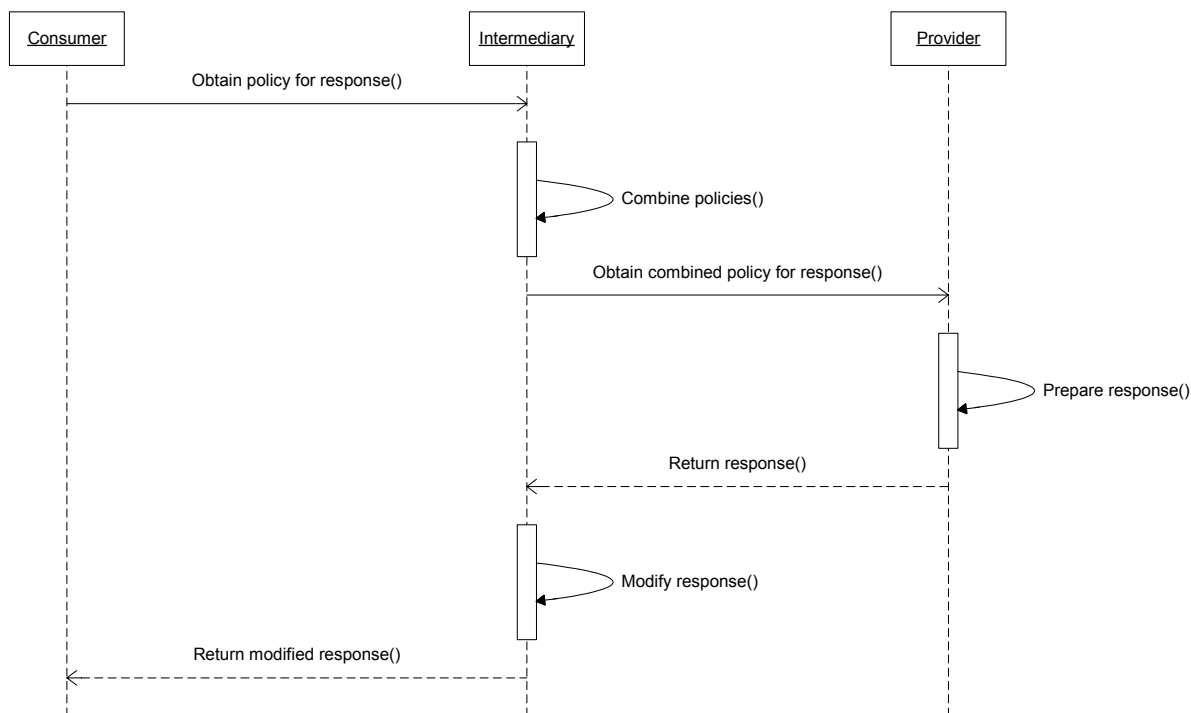 Consumer
Intermediary
Provider
Obtain policy for response()
Combine policies()
Obtain combined policy for response()
Prepare response()
Return response()
Modify response()
Return modified response()